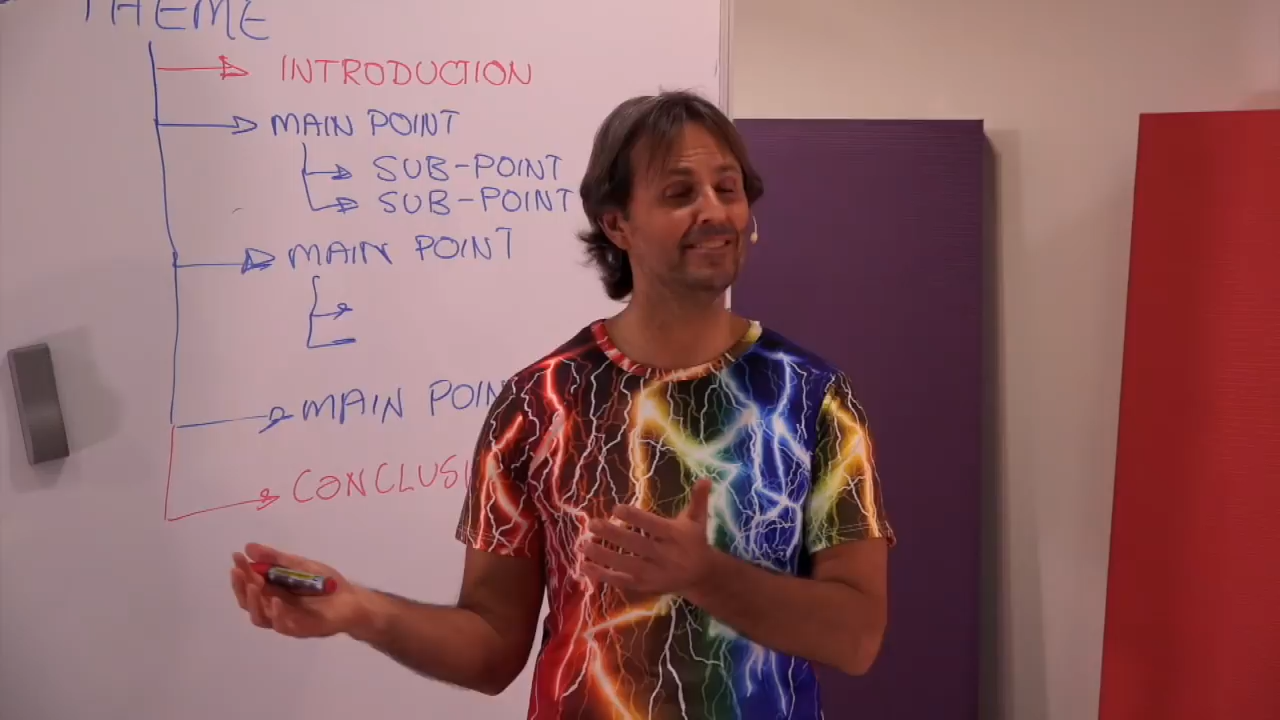 THEME
INTRODUCTION
MAIN POINT
SUB-POINT
SUB-POINT
MAIN POINT
MAIN POIN
CONCLUSI